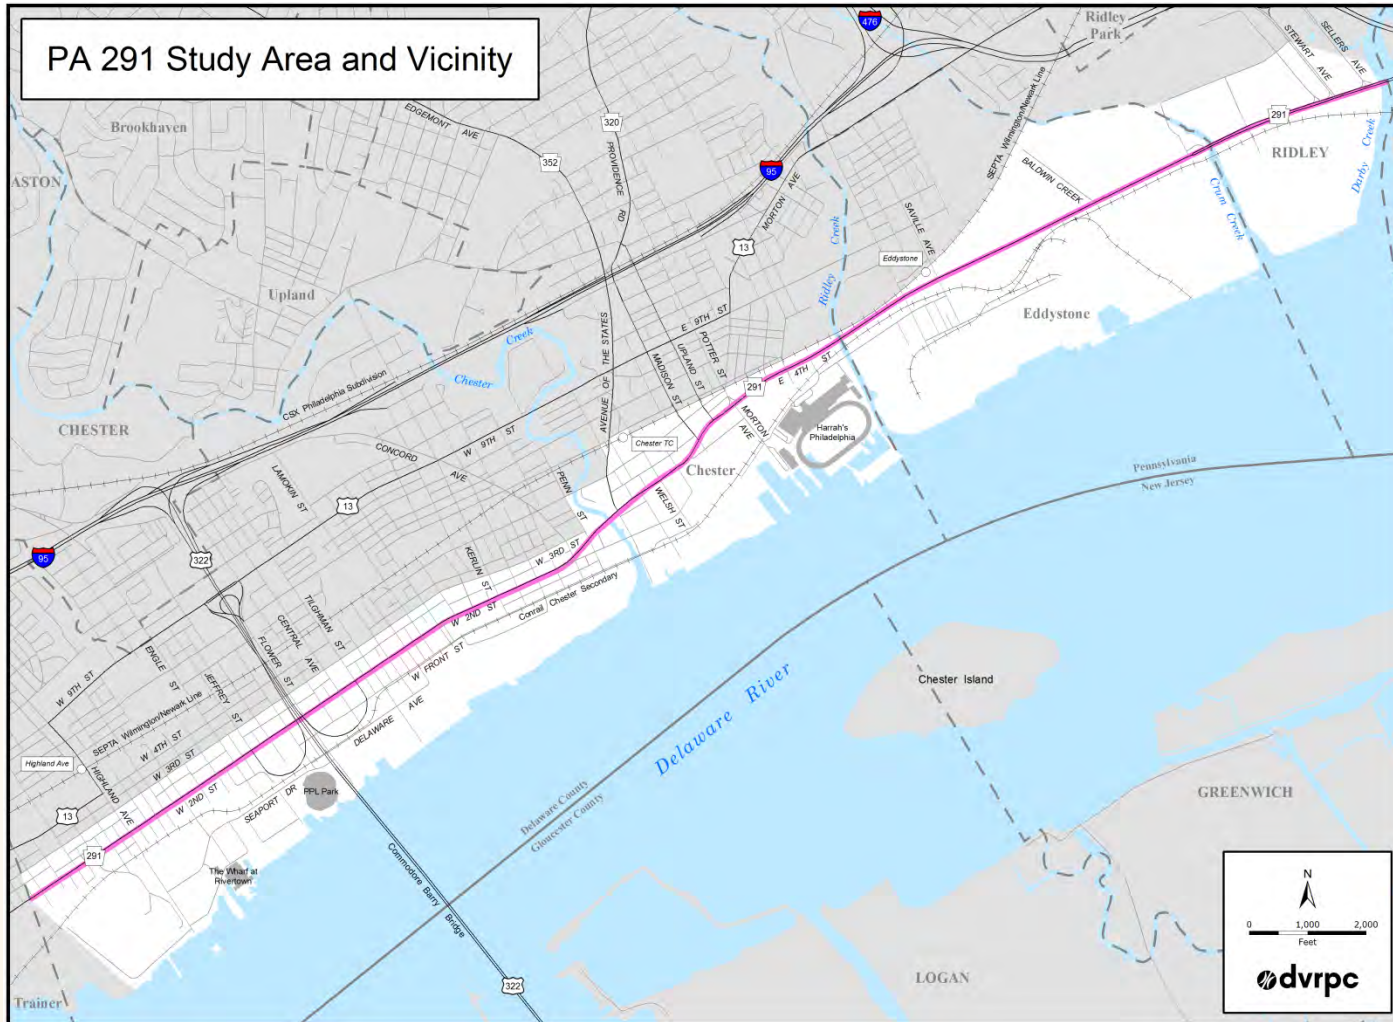 PA 291 Study Area and Vicinity
476
Ridley
Park
STEWART AVE
SELLERS AVE
Brookhaven
EDGEMONT AVE
320
PROVIDENCE RD
352
95
MORTON AVE
SEPTA Wilmington/Newark Line
291
RIDLEY
Darby Creek
ASTON
BALDWIN CREEK
Crum Creek
Ridley Creek
SAVILLE AVE
13
Eddystone
Upland
Eddystone
Chester Creek
E 9TH ST
AVENUE OF THE STATES
MADISON ST
UPLAND ST
POTTER ST
CSX Philadelphia Subdivision
291
E 4TH ST
MORTON AVE
Harrah's
Philadelphia
CHESTER
CONCORD AVE
W 9TH ST
Chester TC
Chester
Pennsylvania
New Jersey
LAMOKIN ST
PENN ST
WELSH ST
13
95
322
KERLIN ST
W 3RD ST
W 2ND ST
Conrail Chester Secondary
TILGHMAN ST
CENTRAL AVE
FLOWER ST
W FRONT ST
ENGLE ST
JEFFREY ST
W 9TH ST
SEPTA Wilmington/Newark Line
W 4TH ST
W 3RD ST
DELAWARE AVE
Delaware River
Chester Island
Highland Ave
HIGHLAND AVE
W 2ND ST
SEAPORT DR
PPL Park
13
291
Delaware County
Gloucester County
GREENWICH
The Wharf at
Rivertown
Commodore Barry Bridge
322
Trainer
LOGAN
N
0 1,000 2,000
Feet
dvrpc